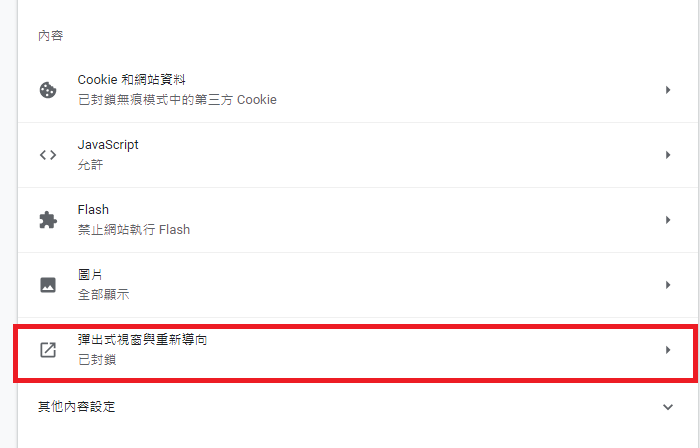 內容
Cookie 和網站資料
已封鎖無痕模式中的第三方 Cookie
JavaScript
允許
Flash
禁止網站執行 Flash
圖片
全部顯示
彈出式視窗與重新導向
已封鎖
其他內容設定